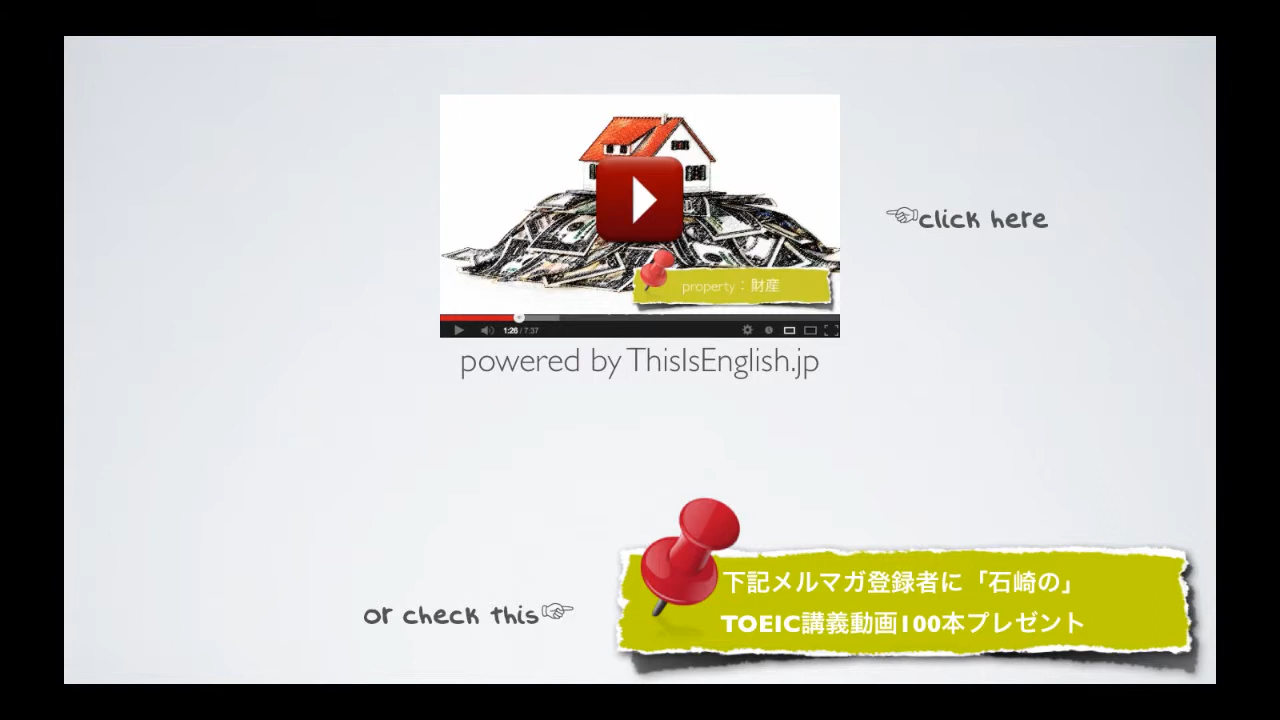 ☜click here
property：財産
1:26 / 7:37
powered by ThisIsEnglish.jp
下記メルマガ登録者に「石崎の」
TOEIC講義動画100本プレゼント
or check this☞